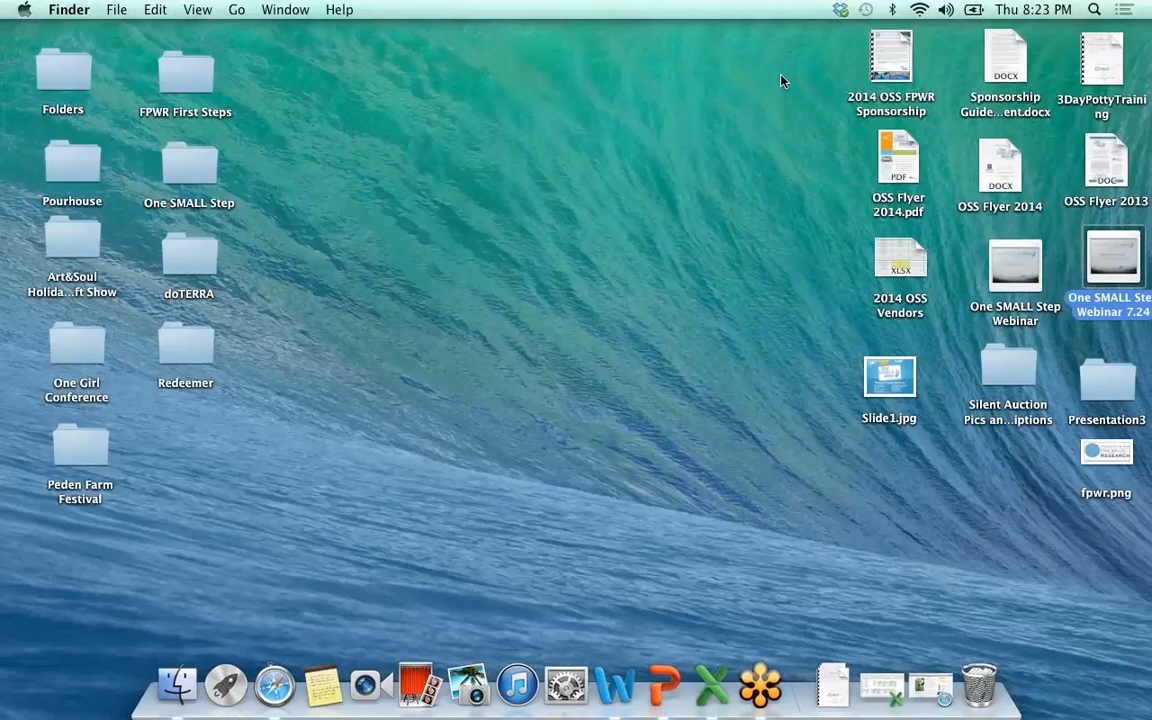 Finder File Edit View Go Window Help Thu 8:23 PM
Folders
FPWR First Steps
2014 OSS FPWR
Sponsorship
DOCX
Sponsorship
Guide...ent.docx
3DayPottyTraini
ng
Pourhouse
One SMALL Step
PDF
OSS Flyer
2014.pdf
DOCX
OSS Flyer 2014
DOC
OSS Flyer 2013
Art&Soul
Holida...ft Show
doTERRA
XLSX
2014 OSS
Vendors
One SMALL Step
Webinar
One SMALL Ste
Webinar 7.24
One Girl
Conference
Redeemer
Slide1.jpg
Silent Auction
Pics an...iptions
Presentation3
Peden Farm
Festival
fpwr.png